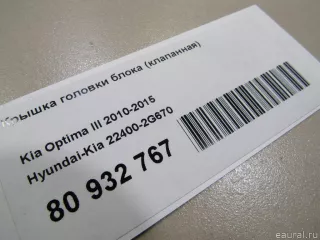 Крышка головки блока (клапанная)
Kia Optima III 2010-2015
Hyundai-Kia 22400-2G670
80 932 767
eaural.ru